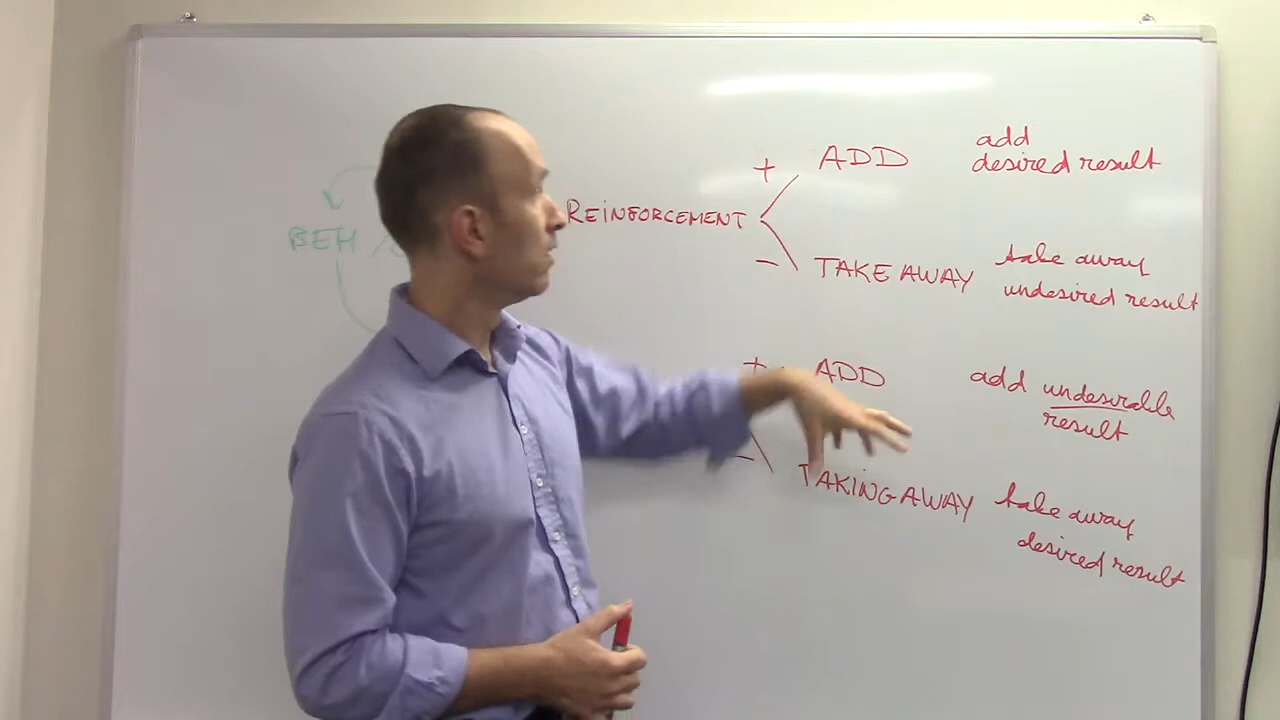 BEH /
REINFORCEMENT
+ ADD add
desired result
- TAKE AWAY take away
undesired result
+ ADD add undesirable
result
- TAKING AWAY take away
desired result